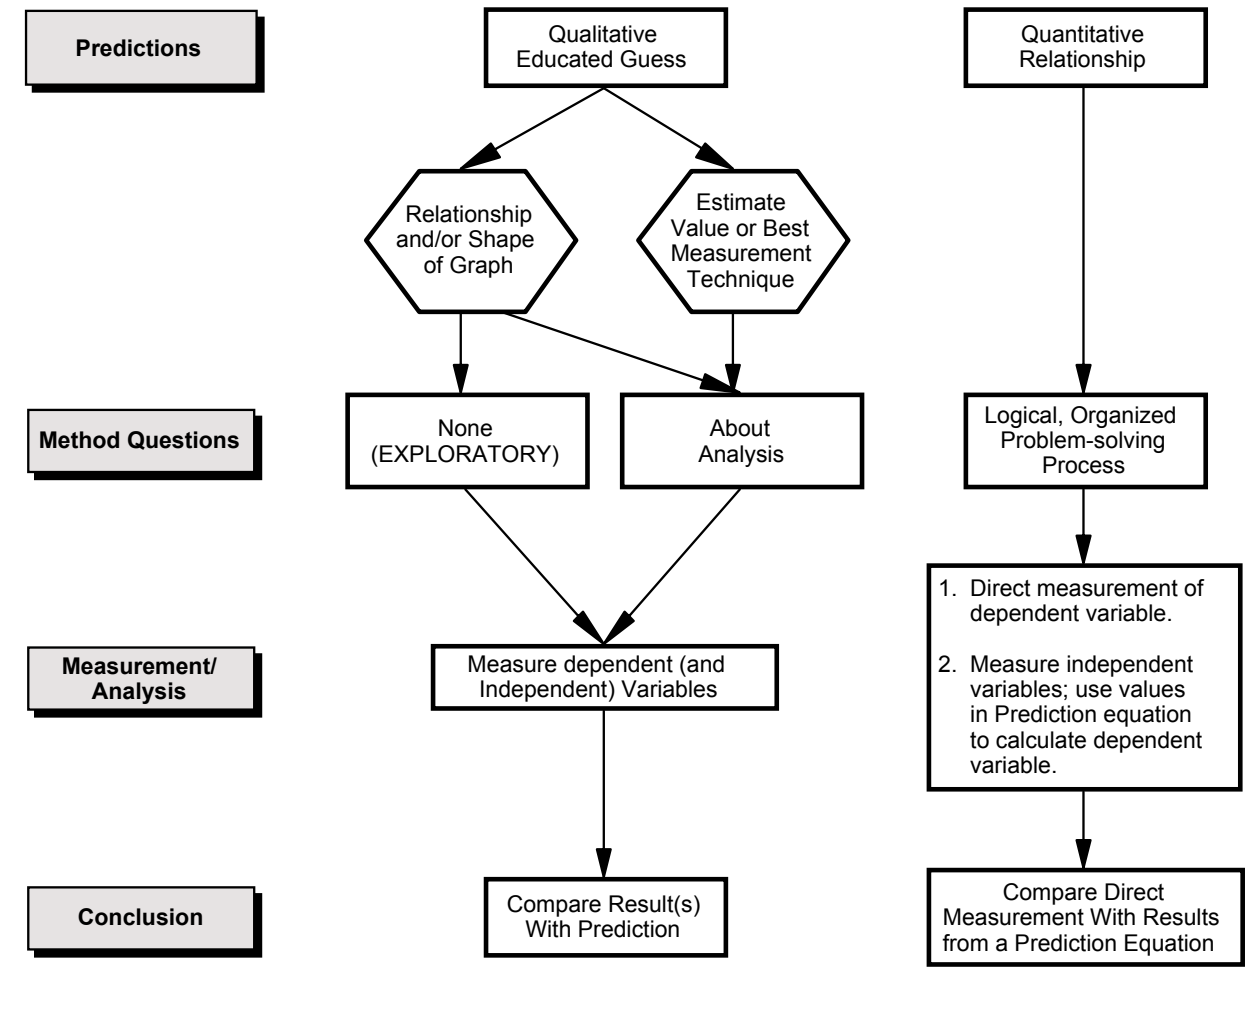 Predictions
Qualitative
Educated Guess
Quantitative
Relationship
Relationship
and/or Shape
of Graph
Estimate
Value or Best
Measurement
Technique
Method Questions
None
(EXPLORATORY)
About
Analysis
Logical, Organized
Problem-solving
Process
1. Direct measurement of
dependent variable.
2. Measure independent
variables; use values
in Prediction equation
to calculate dependent
variable.
Measurement/
Analysis
Measure dependent (and
Independent) Variables
Conclusion
Compare Result(s)
With Prediction
Compare Direct
Measurement With Results
from a Prediction Equation